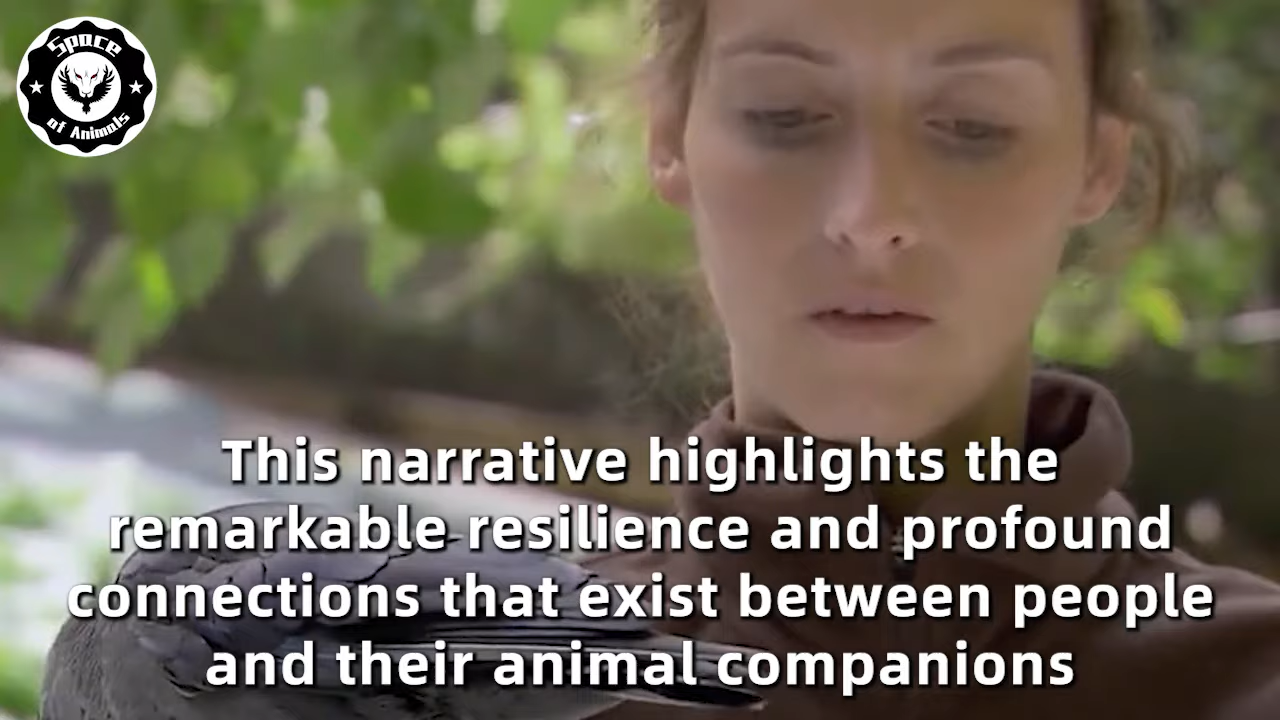 Space
of Animals
This narrative highlights the
remarkable resilience and profound
connections that exist between people
and their animal companions